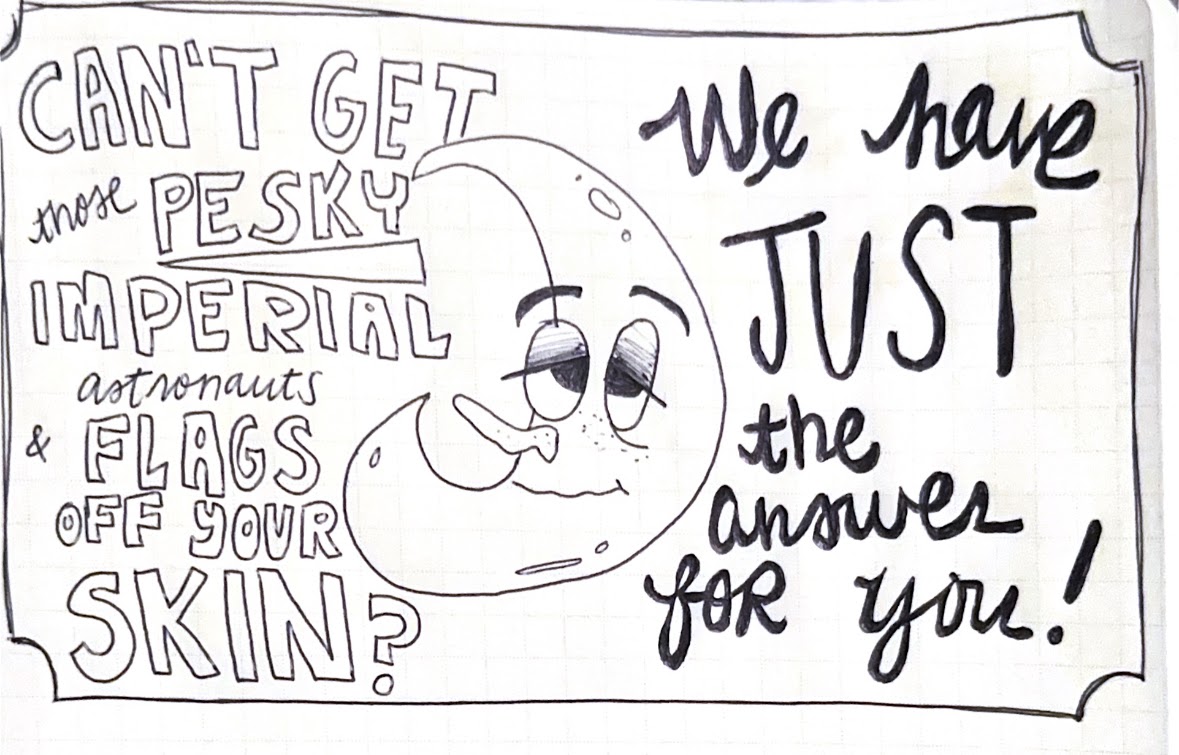 CAN'T GET
those PESKY
IMPERIAL
astronauts
& FLAGS
OFF YOUR
SKIN?
We have
JUST
the
answer
foR you!